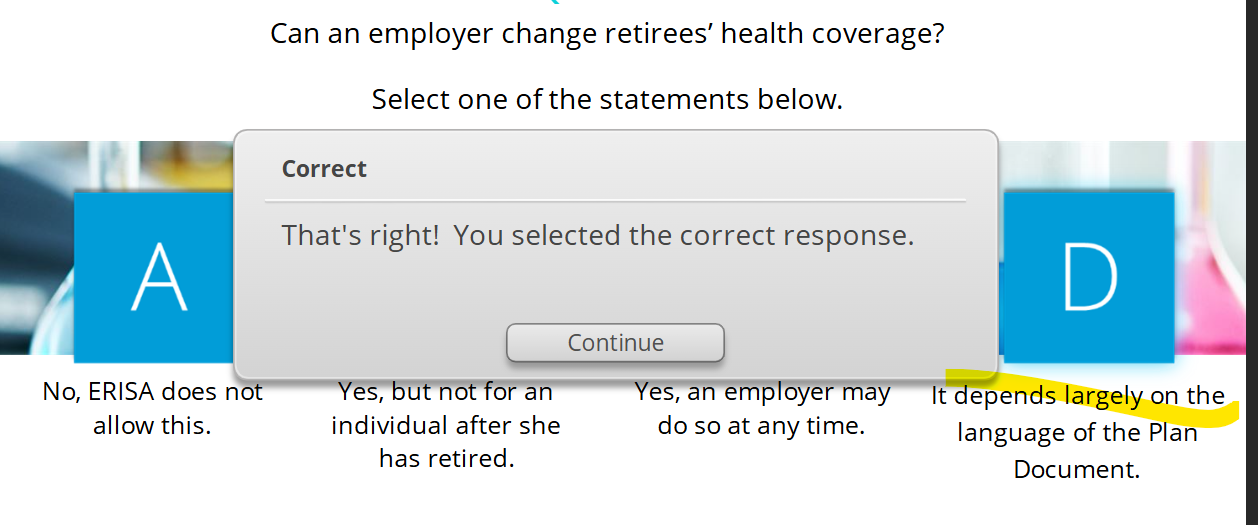 Can an employer change retirees’ health coverage?
Select one of the statements below.
Correct
That's right!  You selected the correct response.
Continue
A
D
No, ERISA does not
allow this.
Yes, but not for an
individual after she
has retired.
Yes, an employer may
do so at any time.
It depends largely on the
language of the Plan
Document.